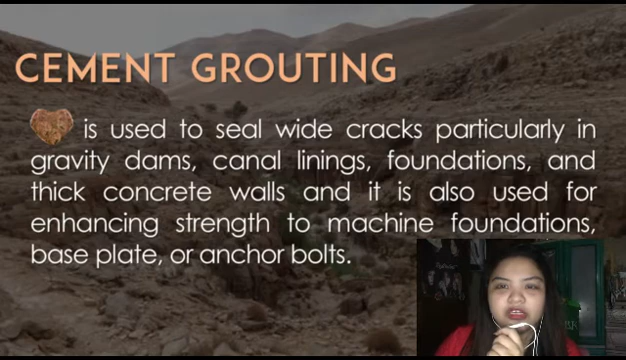 CEMENT GROUTING
is used to seal wide cracks particularly in
gravity dams, canal linings, foundations, and
thick concrete walls and it is also used for
enhancing strength to machine foundations,
base plate, or anchor bolts.